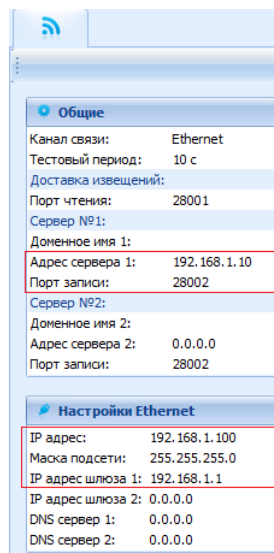 Общие
Канал связи: Ethernet
Тестовый период: 10 с
Доставка извещений:
Порт чтения: 28001
Сервер №1:
Доменное имя 1:
Адрес сервера 1: 192.168.1.10
Порт записи: 28002
Сервер №2:
Доменное имя 2:
Адрес сервера 2: 0.0.0.0
Порт записи: 28002
Настройки Ethernet
IP адрес: 192.168.1.100
Маска подсети: 255.255.255.0
IP адрес шлюза 1: 192.168.1.1
IP адрес шлюза 2: 0.0.0.0
DNS сервер 1: 0.0.0.0
DNS сервер 2: 0.0.0.0